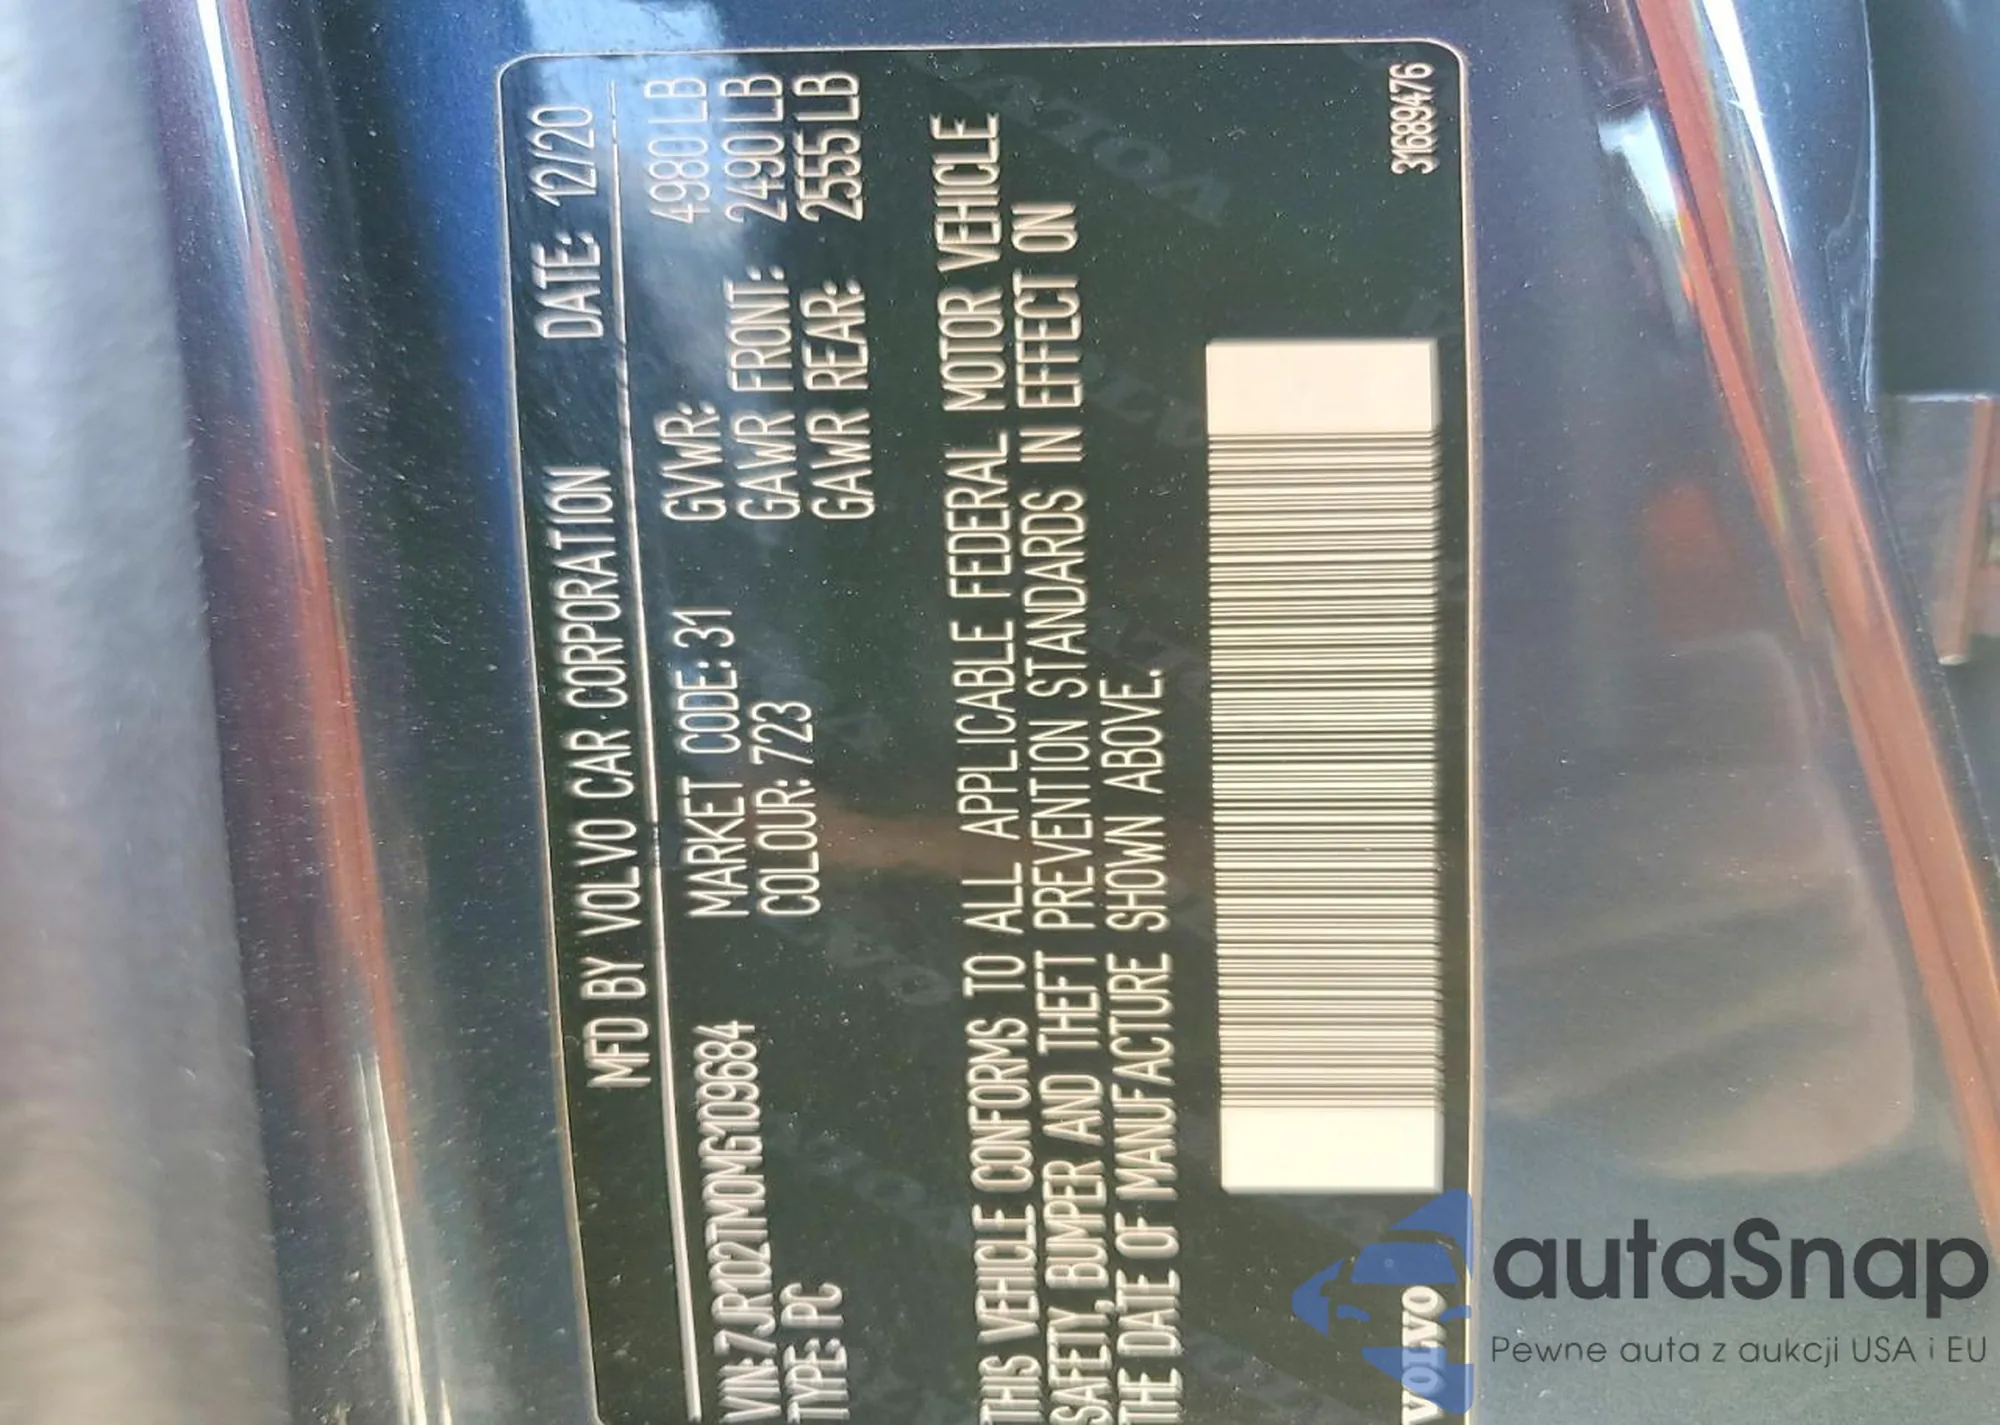 MFD BY VOLVO CAR CORPORATION DATE: 12/20
VIN: 7JR102TM0MG109684 MARKET CODE: 31 GVWR: 4980 LB
TYPE: PC COLOUR: 723 GAWR FRONT: 2490 LB
GAWR REAR: 2555 LB
THIS VEHICLE CONFORMS TO ALL APPLICABLE FEDERAL MOTOR VEHICLE
SAFETY, BUMPER AND THEFT PREVENTION STANDARDS IN EFFECT ON
THE DATE OF MANUFACTURE SHOWN ABOVE.
VOLVO 31689476
autaSnap
Pewne auta z aukcji USA i EU